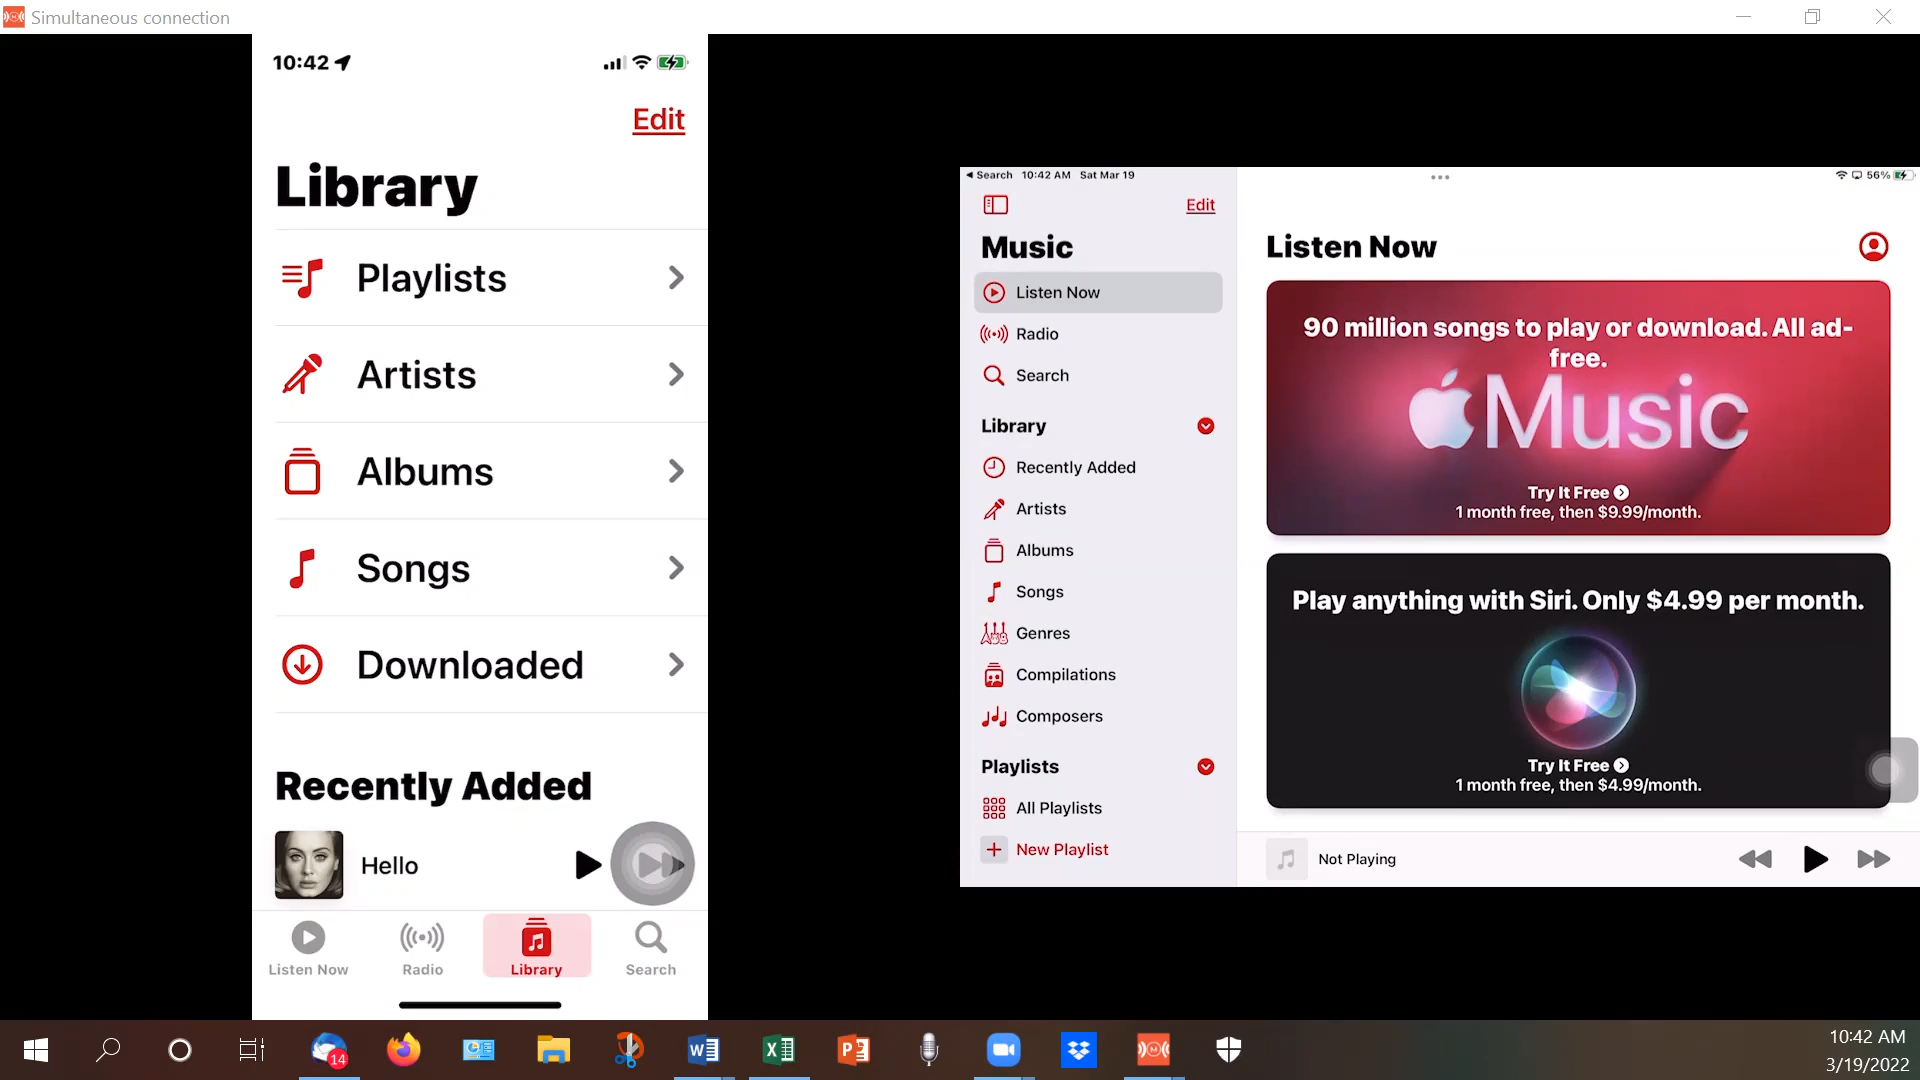 Simultaneous connection
10:42
Edit
Library
Playlists
Artists
Albums
Songs
Downloaded
Recently Added
Hello
Listen Now
Radio
Library
Search
Search 10:42 AM Sat Mar 19
56%
Edit
Music
Listen Now
Radio
Search
Library
Recently Added
Artists
Albums
Songs
Genres
Compilations
Composers
Playlists
All Playlists
New Playlist
Listen Now
90 million songs to play or download. All ad-
free.
Music
Try It Free
1 month free, then $9.99/month.
Play anything with Siri. Only $4.99 per month.
Try It Free
1 month free, then $4.99/month.
Not Playing
14
10:42 AM
3/19/2022